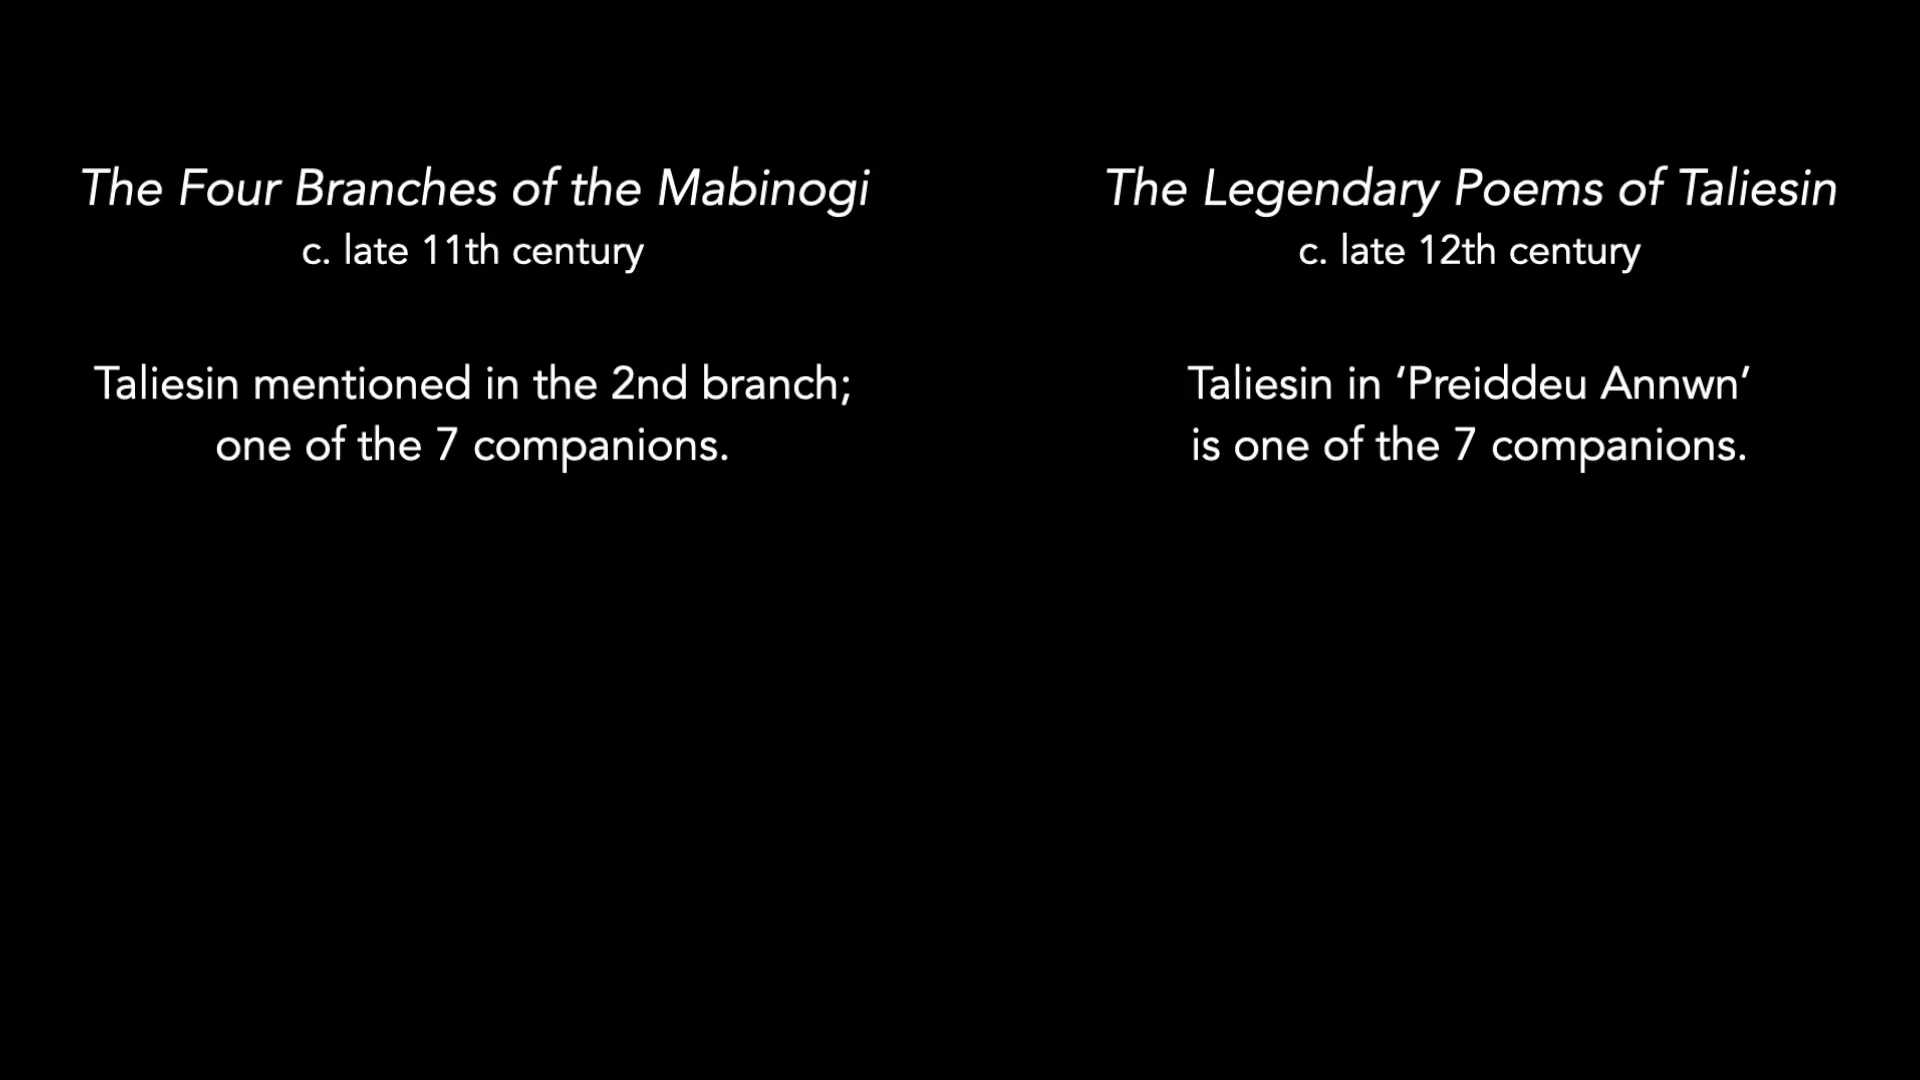 The Four Branches of the Mabinogi
c. late 11th century
Taliesin mentioned in the 2nd branch;
one of the 7 companions.
The Legendary Poems of Taliesin
c. late 12th century
Taliesin in ‘Preiddeu Annwn’
is one of the 7 companions.